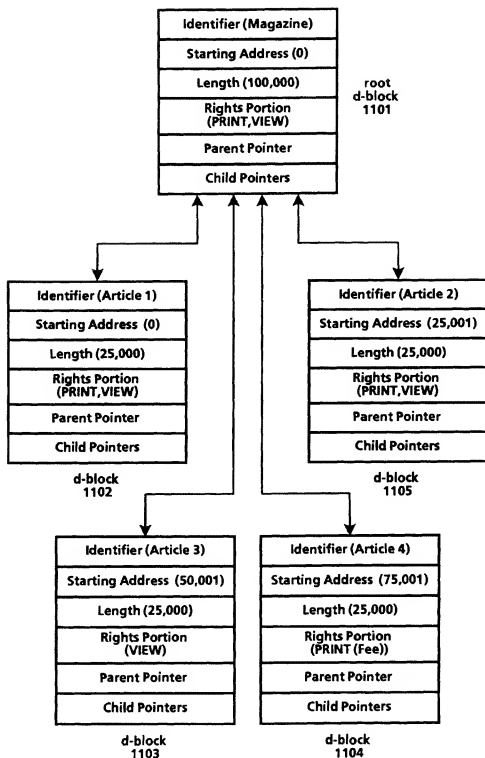 Identifier (Magazine)
Starting Address (0)
Length (100,000)
Rights Portion
(PRINT,VIEW)
Parent Pointer
Child Pointers
root
d-block
1101
Identifier (Article 1)
Starting Address (0)
Length (25,000)
Rights Portion
(PRINT,VIEW)
Parent Pointer
Child Pointers
d-block
1102
Identifier (Article 2)
Starting Address (25,001)
Length (25,000)
Rights Portion
(PRINT,VIEW)
Parent Pointer
Child Pointers
d-block
1105
Identifier (Article 3)
Starting Address (50,001)
Length (25,000)
Rights Portion
(VIEW)
Parent Pointer
Child Pointers
d-block
1103
Identifier (Article 4)
Starting Address (75,001)
Length (25,000)
Rights Portion
(PRINT (Fee))
Parent Pointer
Child Pointers
d-block
1104